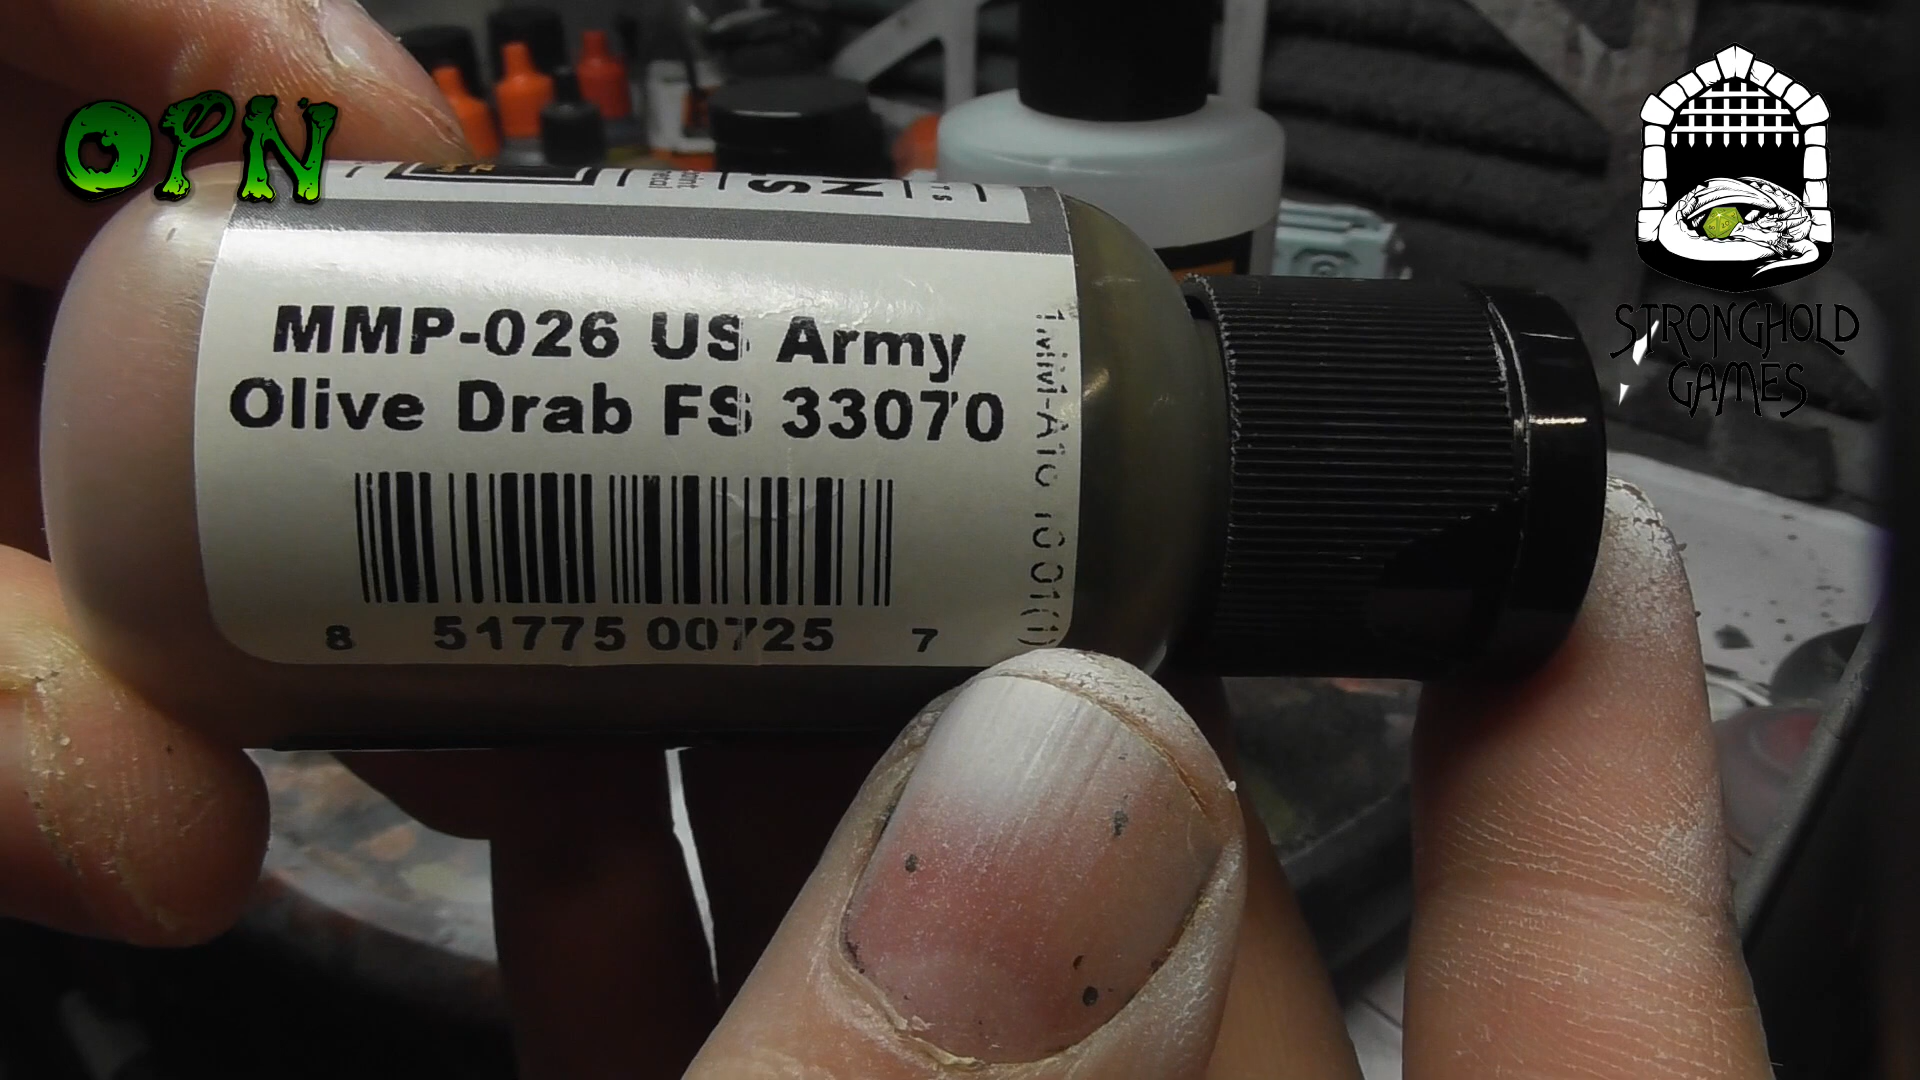 OPN
MMP-026 US Army
Olive Drab FS 33070
8 51775 00725 7
STRONGHOLD
GAMES